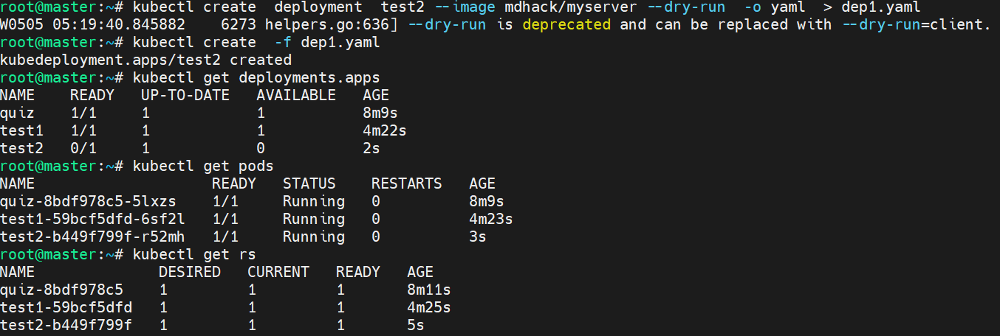 root@master:~# kubectl create  deployment  test2 --image mdhack/myserver --dry-run  -o yaml  > dep1.yaml
W0505 05:19:40.845882    6273 helpers.go:636] --dry-run is deprecated and can be replaced with --dry-run=client.
root@master:~# kubectl create  -f dep1.yaml
kubedeployment.apps/test2 created
root@master:~# kubectl get deployments.apps
NAME    READY   UP-TO-DATE   AVAILABLE   AGE
quiz    1/1     1            1           8m9s
test1   1/1     1            1           4m22s
test2   0/1     1            0           2s
root@master:~# kubectl get pods
NAME                    READY   STATUS    RESTARTS   AGE
quiz-8bdf978c5-5lxzs    1/1     Running   0          8m9s
test1-59bcf5dfd-6sf2l   1/1     Running   0          4m23s
test2-b449f799f-r52mh   1/1     Running   0          3s
root@master:~# kubectl get rs
NAME              DESIRED   CURRENT   READY   AGE
quiz-8bdf978c5    1         1         1       8m11s
test1-59bcf5dfd   1         1         1       4m25s
test2-b449f799f   1         1         1       5s